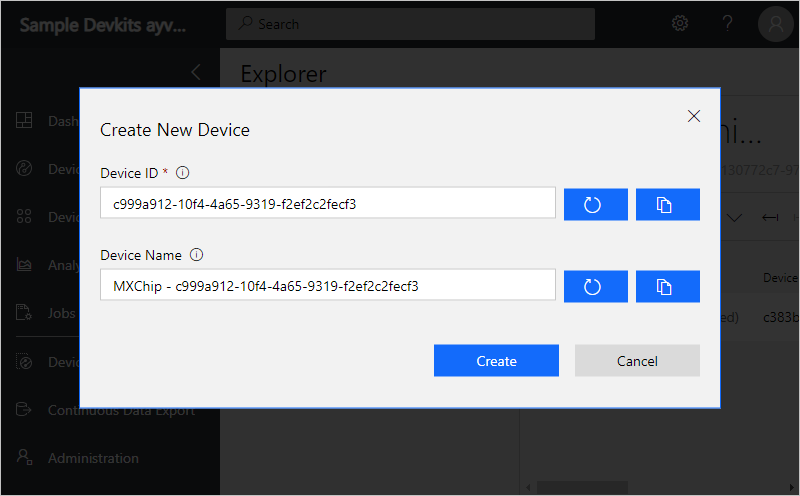 Sample Devkits ayv...
Search
?
Explorer
Create New Device
Device ID *
c999a912-10f4-4a65-9319-f2ef2c2fecf3
Device Name
MXChip - c999a912-10f4-4a65-9319-f2ef2c2fecf3
Create
Cancel
Dash
Devic
Devic
Analy
Jobs
Devic
Continuous Data Export
Administration
ni...
130772c7-97
Device
ed)
c383b